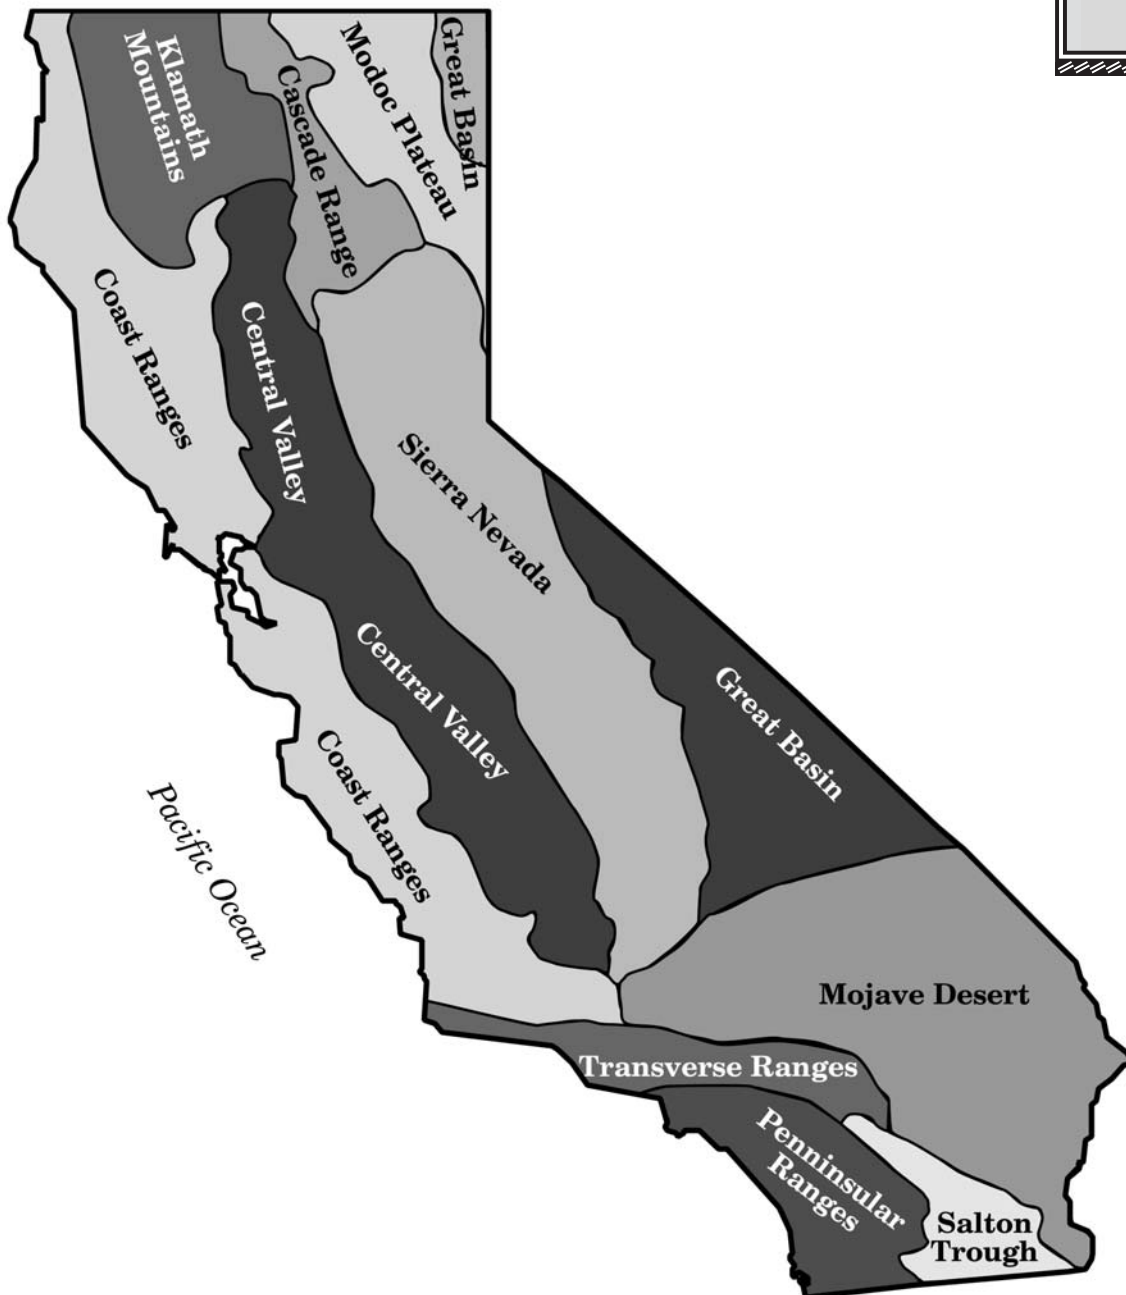 Klamath
Mountains
Cascade Range
Modoc Plateau
Great Basin
Coast Ranges
Central Valley
Sierra Nevada
Central Valley
Great Basin
Coast Ranges
Pacific Ocean
Mojave Desert
Transverse Ranges
Penninsular
Ranges
Salton
Trough